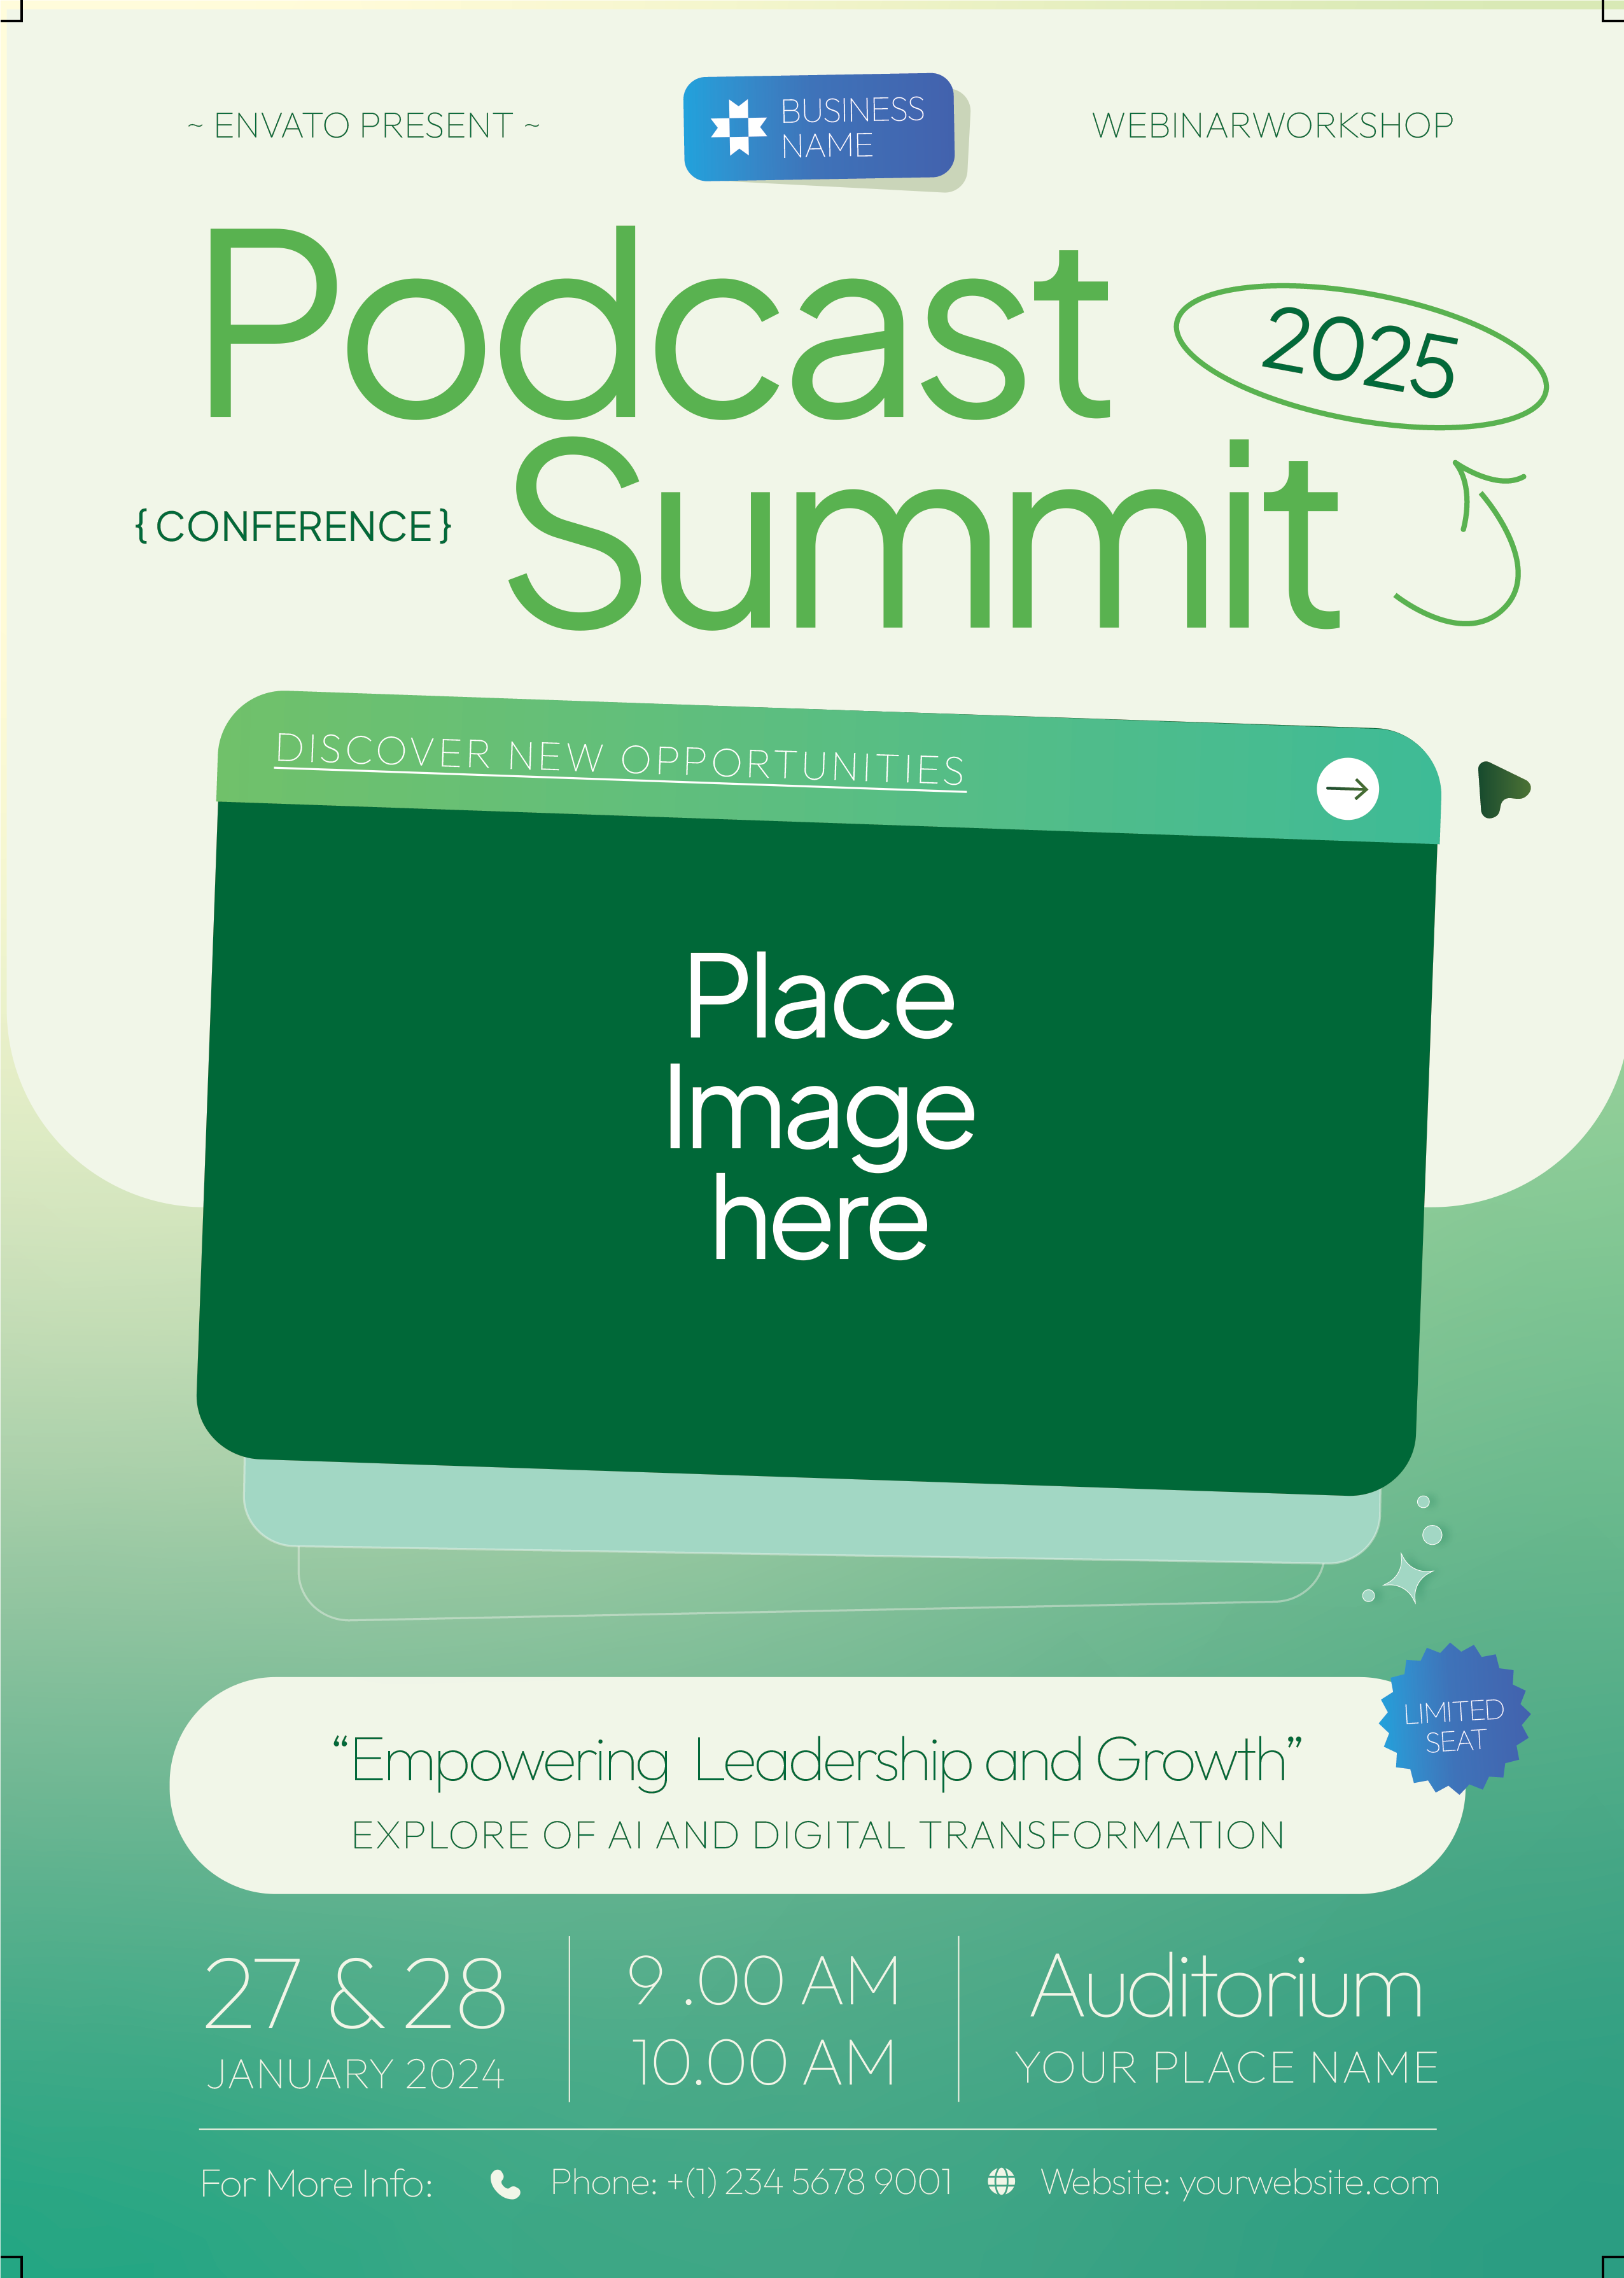 ~ ENVATO PRESENT ~
BUSINESS
NAME
WEBINARWORKSHOP
Podcast
2025
{CONFERENCE}
Summit
DISCOVER NEW OPPORTUNITIES
Place
Image
here
LIMITED
SEAT
“Empowering Leadership and Growth”
EXPLORE OF AI AND DIGITAL TRANSFORMATION
27 & 28
JANUARY 2024
9 .00 AM
10.00 AM
Auditorium
YOUR PLACE NAME
For More Info:
Phone: +(1) 234 5678 9001
Website: yourwebsite.com